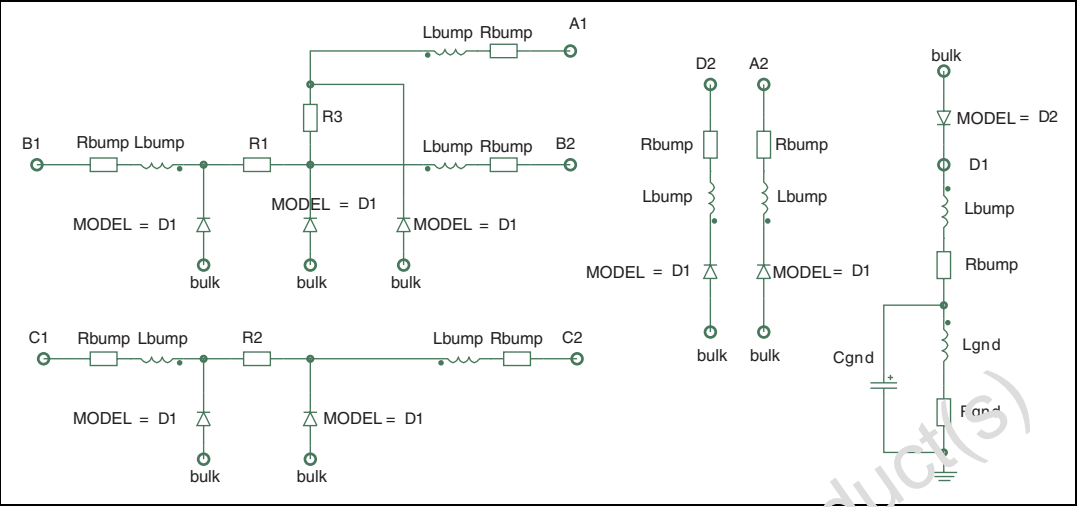 A1
Lbump Rbump
R3
B1
Rbump Lbump
R1
Lbump Rbump
B2
MODEL = D1
MODEL = D1
MODEL = D1
bulk
bulk
bulk
C1
Rbump Lbump
R2
Lbump Rbump
C2
MODEL = D1
MODEL = D1
bulk
bulk
D2
A2
Rbump
Rbump
Lbump
Lbump
MODEL = D1
MODEL = D1
bulk
bulk
bulk
MODEL = D2
D1
Lbump
Rbump
Cgnd
+
Lgnd
Rgnd
duct(s)